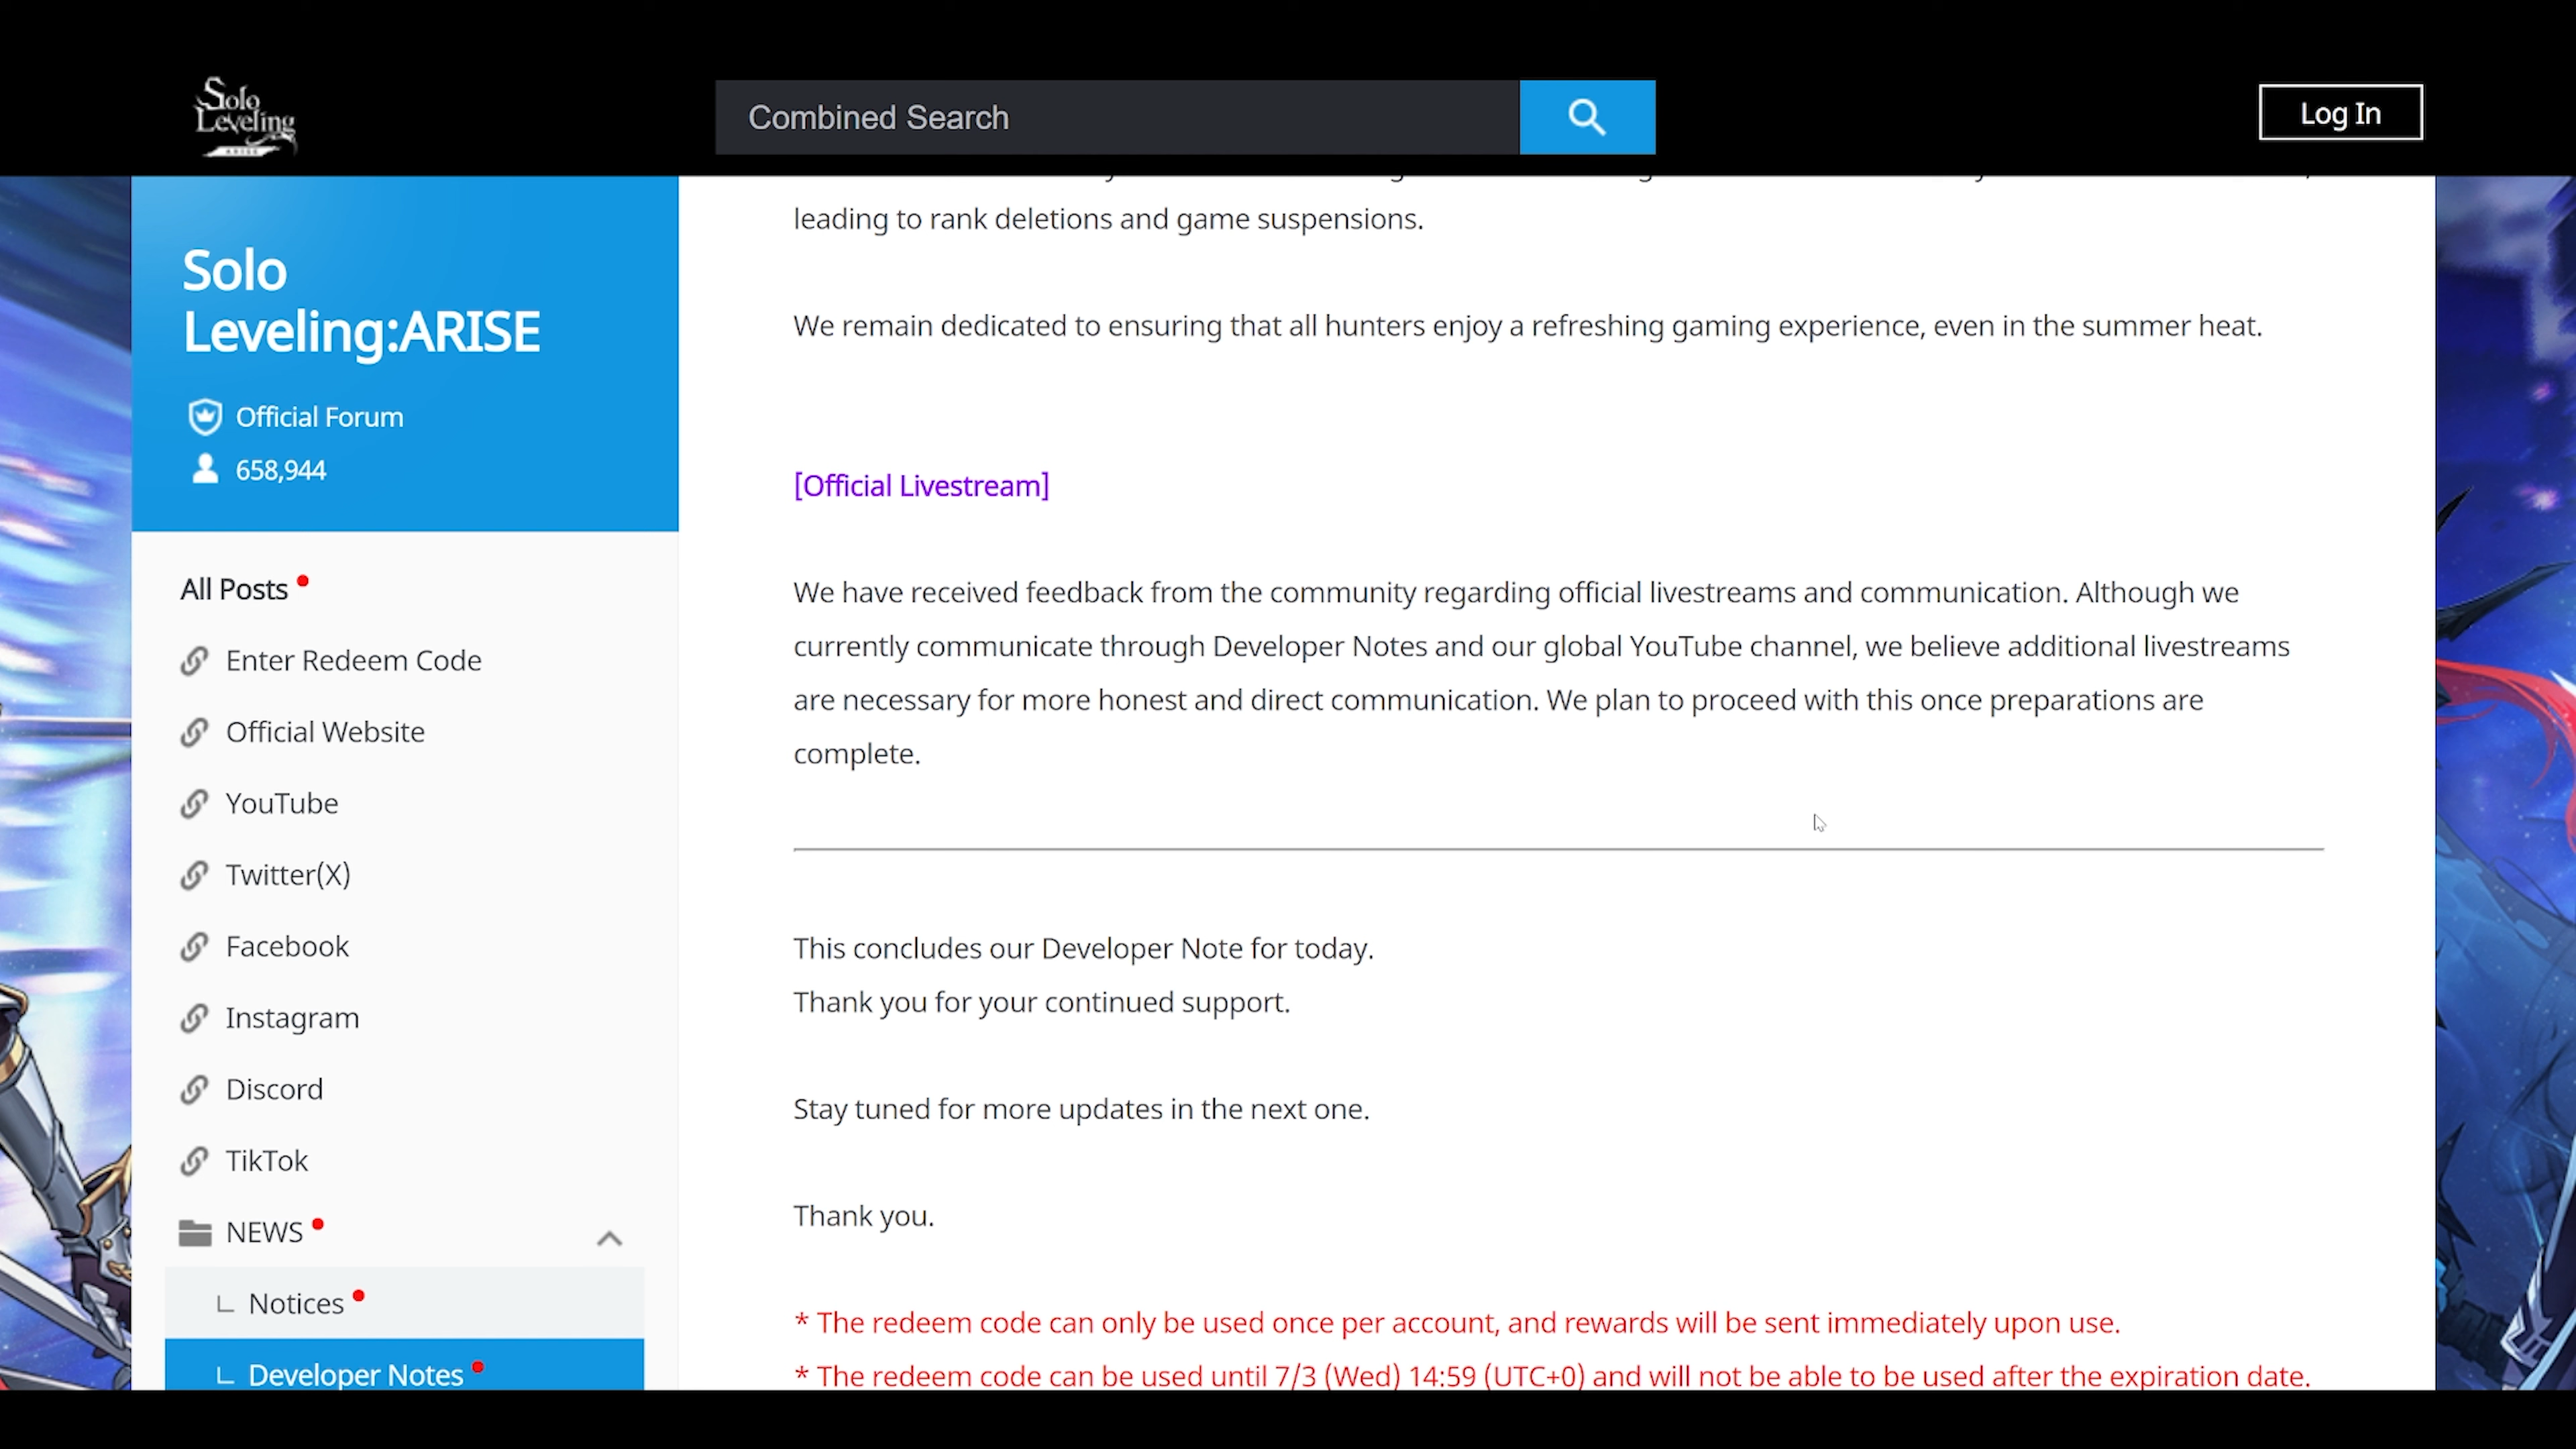 Solo
Leveling
ARISE
Combined Search
Log In
Solo
Leveling:ARISE
Official Forum
658,944
All Posts
Enter Redeem Code
Official Website
YouTube
Twitter(X)
Facebook
Instagram
Discord
TikTok
NEWS
Notices
Developer Notes
leading to rank deletions and game suspensions.
We remain dedicated to ensuring that all hunters enjoy a refreshing gaming experience, even in the summer heat.
[Official Livestream]
We have received feedback from the community regarding official livestreams and communication. Although we
currently communicate through Developer Notes and our global YouTube channel, we believe additional livestreams
are necessary for more honest and direct communication. We plan to proceed with this once preparations are
complete.
This concludes our Developer Note for today.
Thank you for your continued support.
Stay tuned for more updates in the next one.
Thank you.
* The redeem code can only be used once per account, and rewards will be sent immediately upon use.
* The redeem code can be used until 7/3 (Wed) 14:59 (UTC+0) and will not be able to be used after the expiration date.